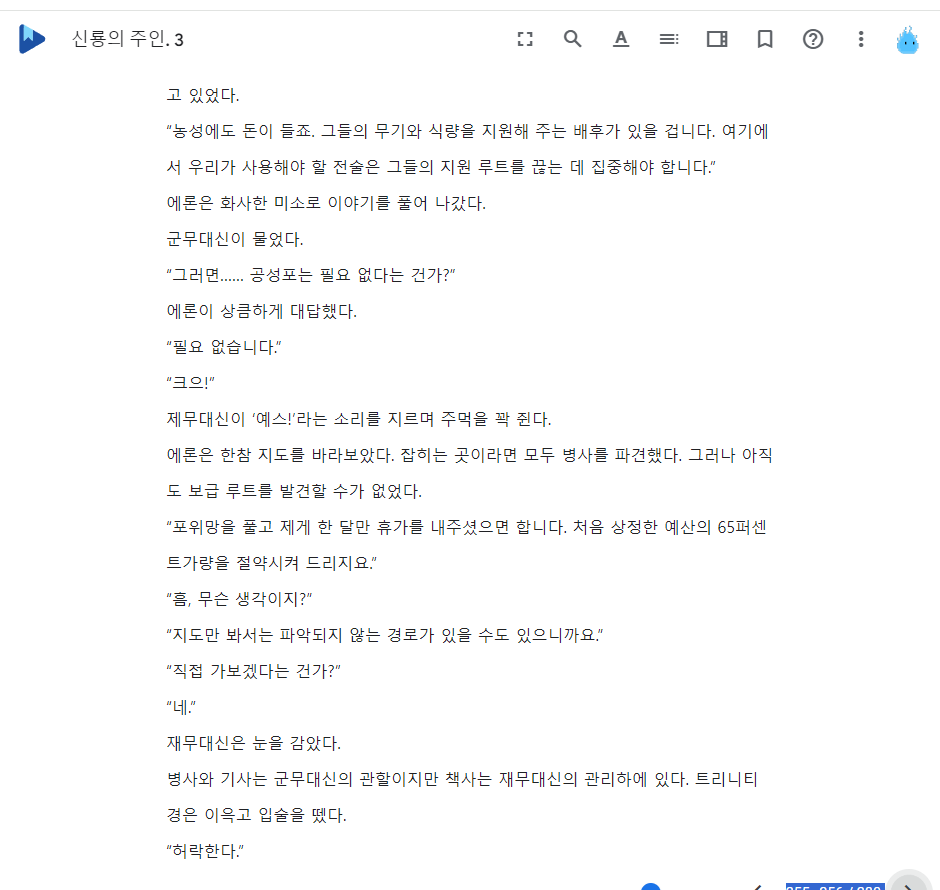 신룡의 주인. 3
고 있었다.
“농성에도 돈이 들죠. 그들의 무기와 식량을 지원해 주는 배후가 있을 겁니다. 여기에
서 우리가 사용해야 할 전술은 그들의 지원 루트를 끊는 데 집중해야 합니다.”
에론은 화사한 미소로 이야기를 풀어 나갔다.
군무대신이 물었다.
“그러면…… 공성포는 필요 없다는 건가?”
에론이 상큼하게 대답했다.
“필요 없습니다.”
“크으!”
제무대신이 ‘예스!’라는 소리를 지르며 주먹을 꽉 쥔다.
에론은 한참 지도를 바라보았다. 잡히는 곳이라면 모두 병사를 파견했다. 그러나 아직
도 보급 루트를 발견할 수가 없었다.
“포위망을 풀고 제게 한 달만 휴가를 내주셨으면 합니다. 처음 상정한 예산의 65퍼센
트가량을 절약시켜 드리지요.”
“흠, 무슨 생각이지?”
“지도만 봐서는 파악되지 않는 경로가 있을 수도 있으니까요.”
“직접 가보겠다는 건가?”
“네.”
재무대신은 눈을 감았다.
병사와 기사는 군무대신의 관할이지만 책사는 재무대신의 관리하에 있다. 트리니티
경은 이윽고 입술을 뗐다.
“허락한다.”